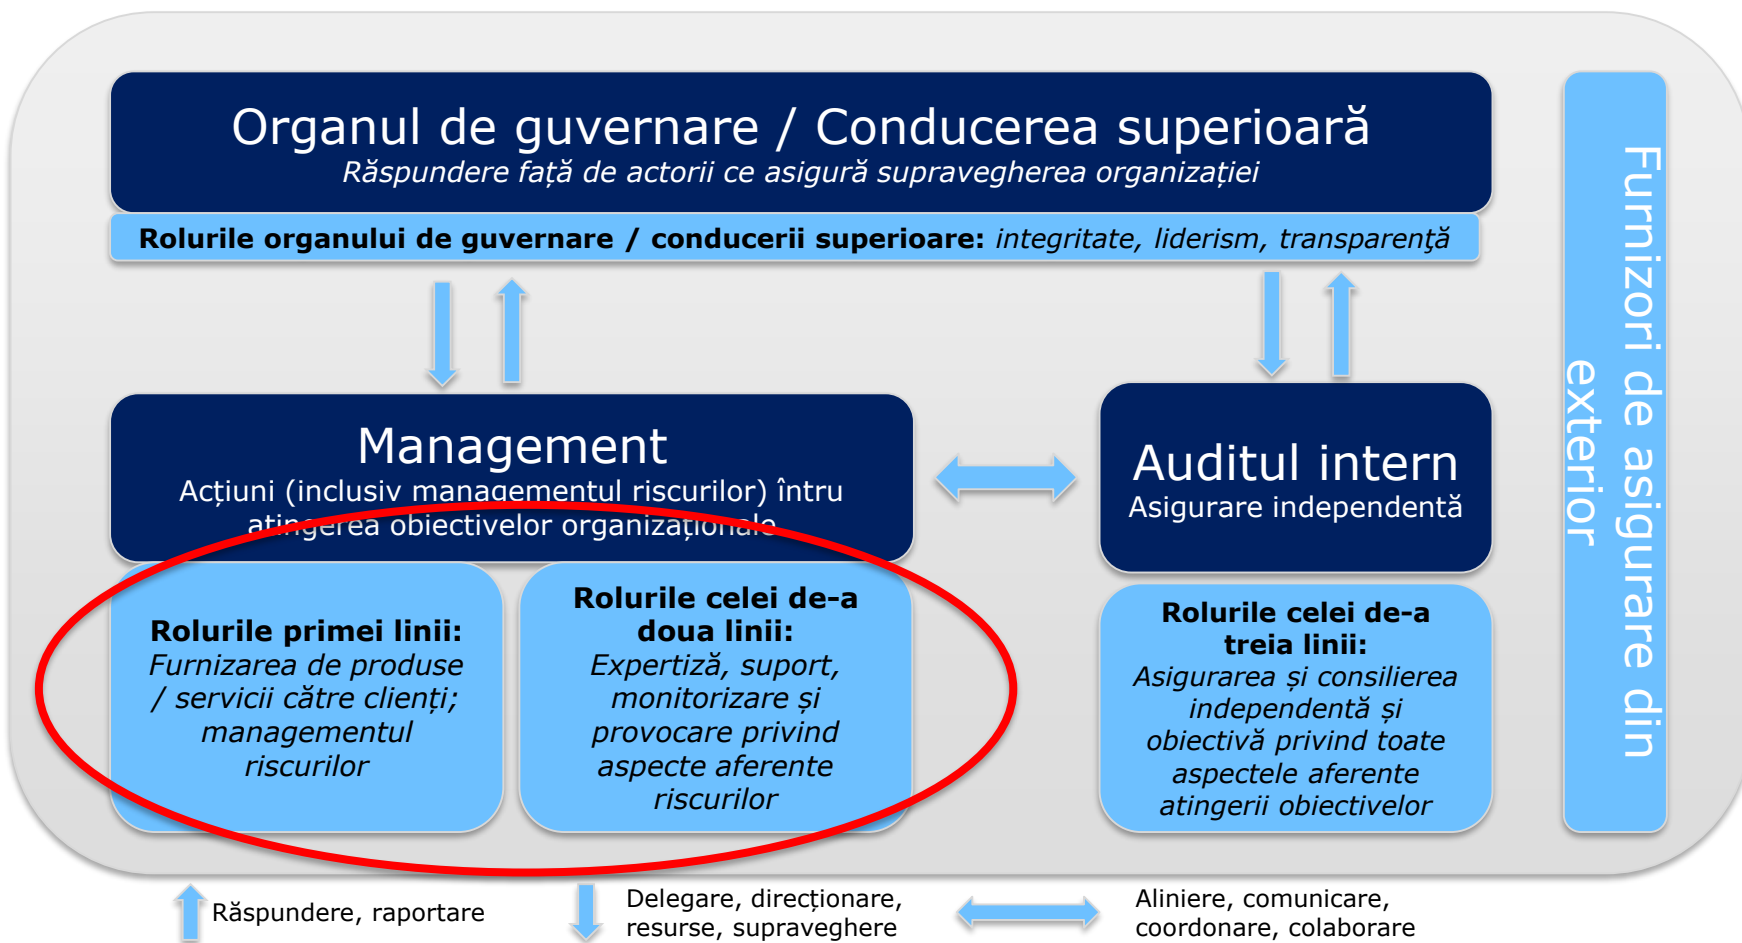 Organul de guvernare / Conducerea superioară
Răspundere față de actorii ce asigură supravegherea organizației
Rolurile organului de guvernare / conducerii superioare: integritate, liderism, transparenţă
Management
Acțiuni (inclusiv managementul riscurilor) întru
atingerea obiectivelor organizaționale
Rolurile primei linii:
Furnizarea de produse
/ servicii către clienți;
managementul
riscurilor
Rolurile celei de-a
doua linii:
Expertiză, suport,
monitorizare și
provocare privind
aspecte aferente
riscurilor
Auditul intern
Asigurare independentă
Rolurile celei de-a
treia linii:
Asigurarea și consilierea
independentă și
obiectivă privind toate
aspectele aferente
atingerii obiectivelor
Furnizori de asigurare din
exterior
Răspundere, raportare
Delegare, direcționare,
resurse, supraveghere
Aliniere, comunicare,
coordonare, colaborare